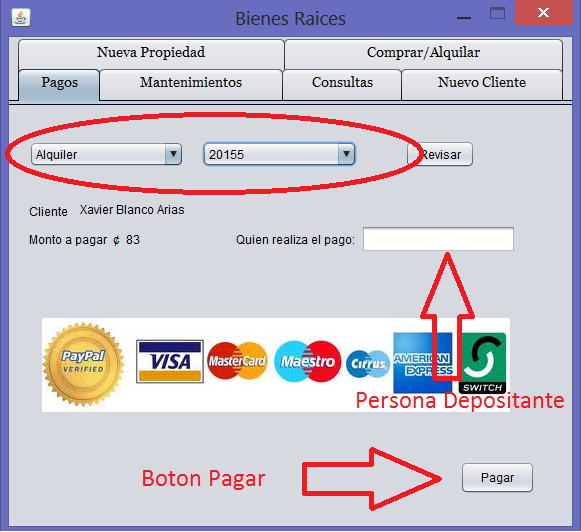 Bienes Raices
Nueva Propiedad Comprar/Alquilar
Pagos Mantenimientos Consultas Nuevo Cliente
Alquiler 20155 Revisar
Cliente Xavier Blanco Arias
Monto a pagar ¢ 83 Quien realiza el pago:
PayPal VERIFIED VISA MasterCard Maestro Cirrus AMERICAN EXPRESS SWITCH
Persona Depositante
Boton Pagar Pagar